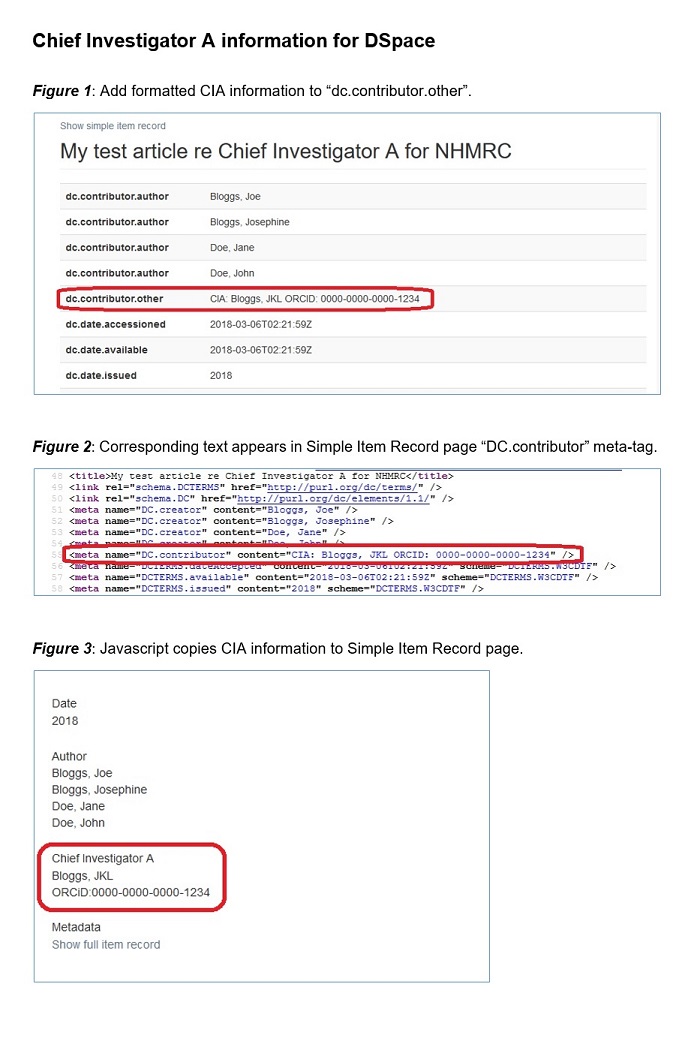 Chief Investigator A information for DSpace
Figure 1: Add formatted CIA information to “dc.contributor.other”.
Show simple item record
My test article re Chief Investigator A for NHMRC
dc.contributor.author Bloggs, Joe
dc.contributor.author Bloggs, Josephine
dc.contributor.author Doe, Jane
dc.contributor.author Doe, John
dc.contributor.other CIA: Bloggs, JKL ORCID: 0000-0000-0000-1234
dc.date.accessioned 2018-03-06T02:21:59Z
dc.date.available 2018-03-06T02:21:59Z
dc.date.issued 2018
Figure 2: Corresponding text appears in Simple Item Record page “DC.contributor” meta-tag.
48 <title>My test article re Chief Investigator A for NHMRC</title>
49 <link rel="schema.DCTERMS" href="http://purl.org/dc/terms/" />
50 <link rel="schema.DC" href="http://purl.org/dc/elements/1.1/" />
51 <meta name="DC.creator" content="Bloggs, Joe" />
52 <meta name="DC.creator" content="Bloggs, Josephine" />
53 <meta name="DC.creator" content="Doe, Jane" />
54 <meta name="DC.creator" content="Doe, John" />
55 <meta name="DC.contributor" content="CIA: Bloggs, JKL ORCID: 0000-0000-0000-1234" />
56 <meta name="DCTERMS.dateAccepted" content="2018-03-06T02:21:59Z" scheme="DCTERMS.W3CDTF" />
57 <meta name="DCTERMS.available" content="2018-03-06T02:21:59Z" scheme="DCTERMS.W3CDTF" />
58 <meta name="DCTERMS.issued" content="2018" scheme="DCTERMS.W3CDTF" />
Figure 3: Javascript copies CIA information to Simple Item Record page.
Date
2018
Author
Bloggs, Joe
Bloggs, Josephine
Doe, Jane
Doe, John
Chief Investigator A
Bloggs, JKL
ORCiD:0000-0000-0000-1234
Metadata
Show full item record